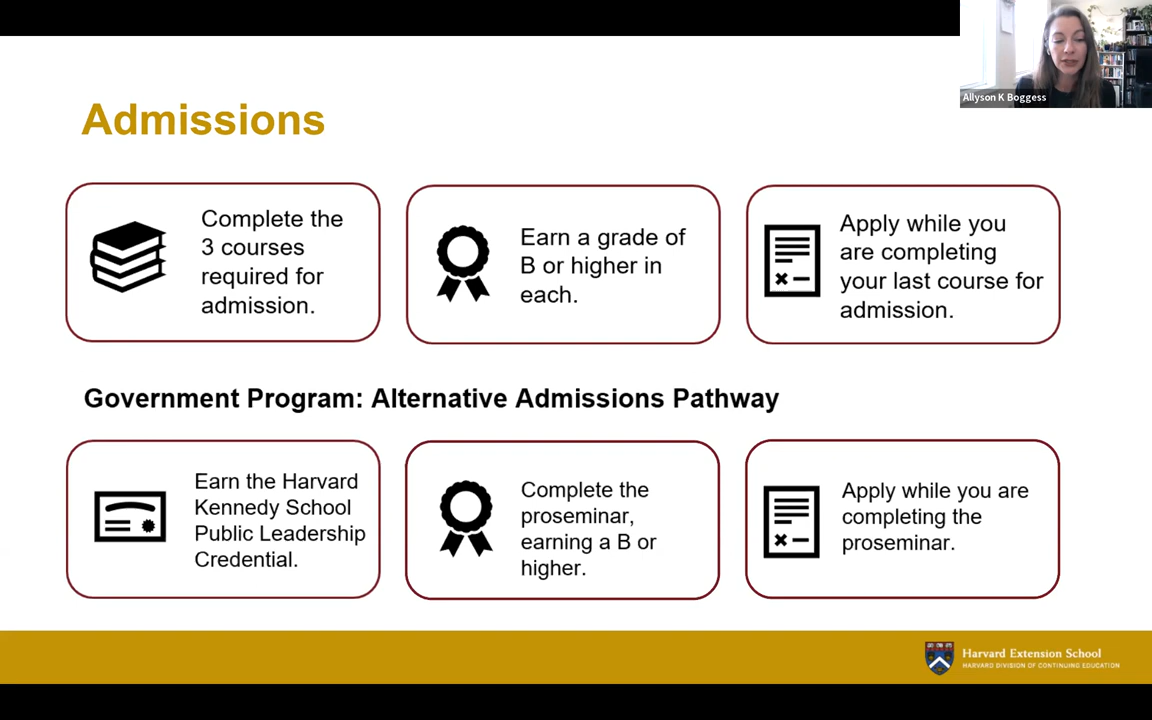 Allyson K Boggess
Admissions
Complete the
3 courses
required for
admission.
Earn a grade of
B or higher in
each.
Apply while you
are completing
your last course for
admission.
Government Program: Alternative Admissions Pathway
Earn the Harvard
Kennedy School
Public Leadership
Credential.
Complete the
proseminar,
earning a B or
higher.
Apply while you are
completing the
proseminar.
Harvard Extension School
HARVARD DIVISION OF CONTINUING EDUCATION